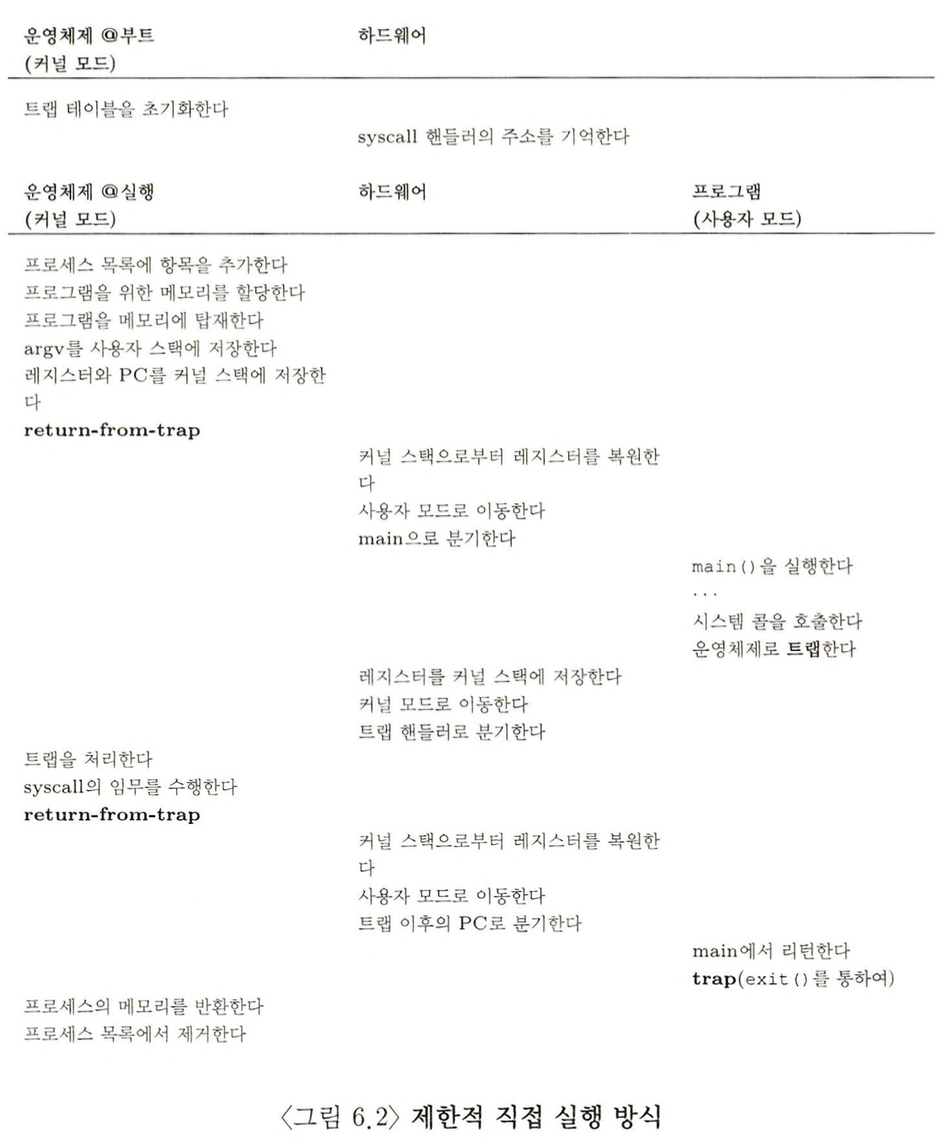 운영체제 @부트 하드웨어
(커널 모드)
트랩 테이블을 초기화한다
syscall 핸들러의 주소를 기억한다
운영체제 @실행 하드웨어 프로그램
(커널 모드) (사용자 모드)
프로세스 목록에 항목을 추가한다
프로그램을 위한 메모리를 할당한다
프로그램을 메모리에 탑재한다
argv를 사용자 스택에 저장한다
레지스터와 PC를 커널 스택에 저장한
다
return-from-trap
커널 스택으로부터 레지스터를 복원한
다
사용자 모드로 이동한다
main으로 분기한다
main()을 실행한다
...
시스템 콜을 호출한다
운영체제로 트랩한다
레지스터를 커널 스택에 저장한다
커널 모드로 이동한다
트랩 핸들러로 분기한다
트랩을 처리한다
syscall의 임무를 수행한다
return-from-trap
커널 스택으로부터 레지스터를 복원한
다
사용자 모드로 이동한다
트랩 이후의 PC로 분기한다
main에서 리턴한다
trap(exit()를 통하여)
프로세스의 메모리를 반환한다
프로세스 목록에서 제거한다
〈그림 6.2〉 제한적 직접 실행 방식